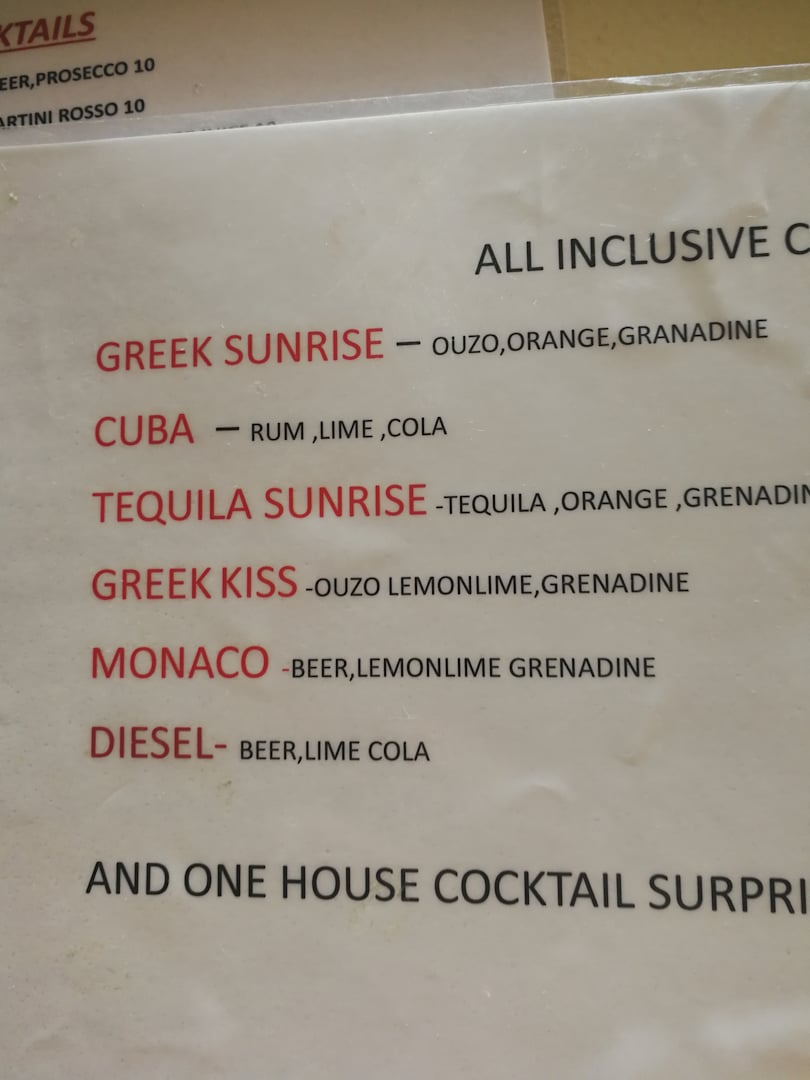 KTAILS
EER,PROSECCO 10
ARTINI ROSSO 10
ALL INCLUSIVE C
GREEK SUNRISE – OUZO,ORANGE,GRANADINE
CUBA – RUM ,LIME ,COLA
TEQUILA SUNRISE -TEQUILA ,ORANGE ,GRENADIN
GREEK KISS -OUZO LEMONLIME,GRENADINE
MONACO -BEER,LEMONLIME GRENADINE
DIESEL- BEER,LIME COLA
AND ONE HOUSE COCKTAIL SURPRI